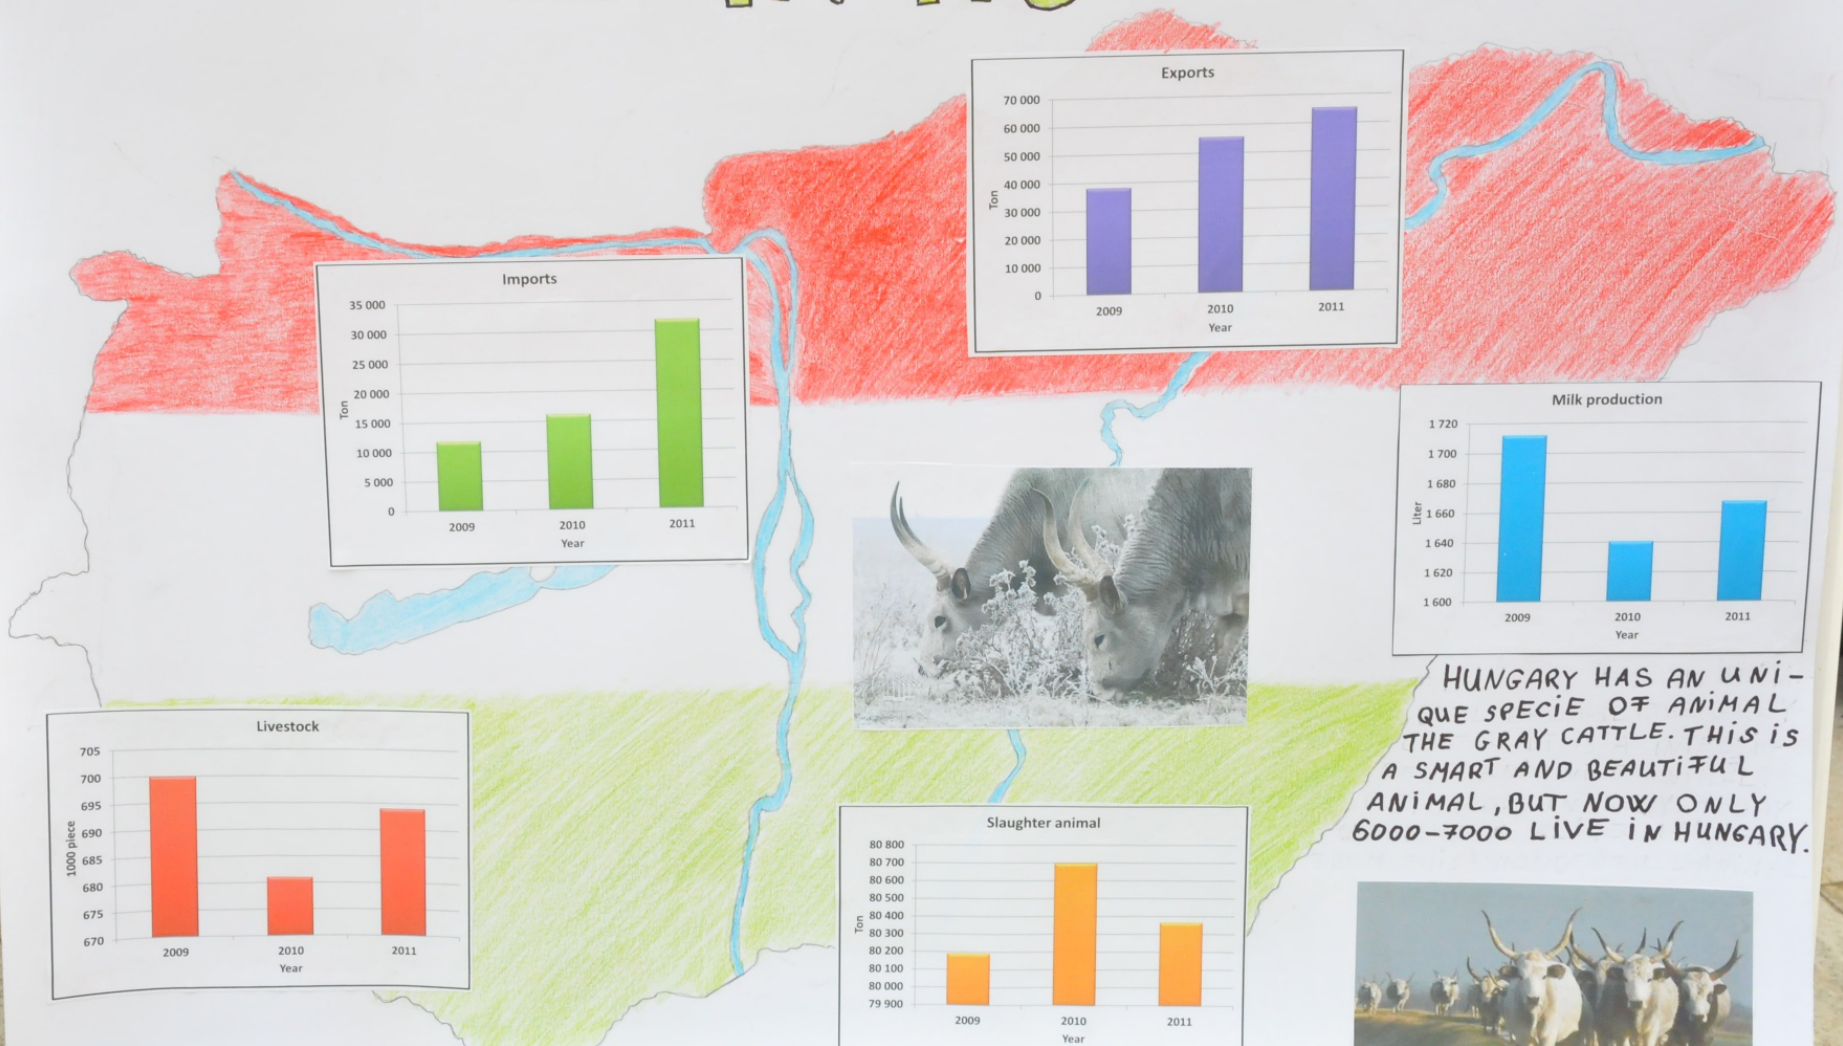 Exports
70 000
60 000
50 000
40 000
30 000
20 000
10 000
0
Ton
2009 2010 2011
Year
Imports
35 000
30 000
25 000
20 000
15 000
10 000
5 000
0
Ton
2009 2010 2011
Year
Milk production
1 720
1 700
1 680
1 660
1 640
1 620
1 600
Liter
2009 2010 2011
Year
HUNGARY HAS AN UNI-
QUE SPECIE OF ANIMAL
THE GRAY CATTLE. THIS IS
A SMART AND BEAUTIFUL
ANIMAL, BUT NOW ONLY
6000-7000 LIVE IN HUNGARY.
Livestock
705
700
695
690
685
680
675
670
1000 piece
2009 2010 2011
Year
Slaughter animal
80 800
80 700
80 600
80 500
80 400
80 300
80 200
80 100
80 000
79 900
Ton
2009 2010 2011
Year